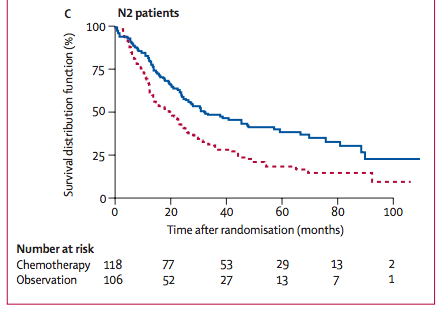 C N2 patients
100
75
50
25
0
Survival distribution function (%)
0 20 40 60 80 100
Time after randomisation (months)
Number at risk
Chemotherapy 118 77 53 29 13 2
Observation 106 52 27 13 7 1